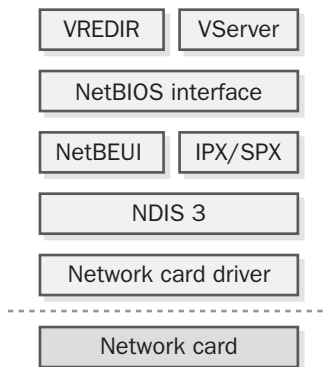 VREDIR VServer
NetBIOS interface
NetBEUI IPX/SPX
NDIS 3
Network card driver
Network card